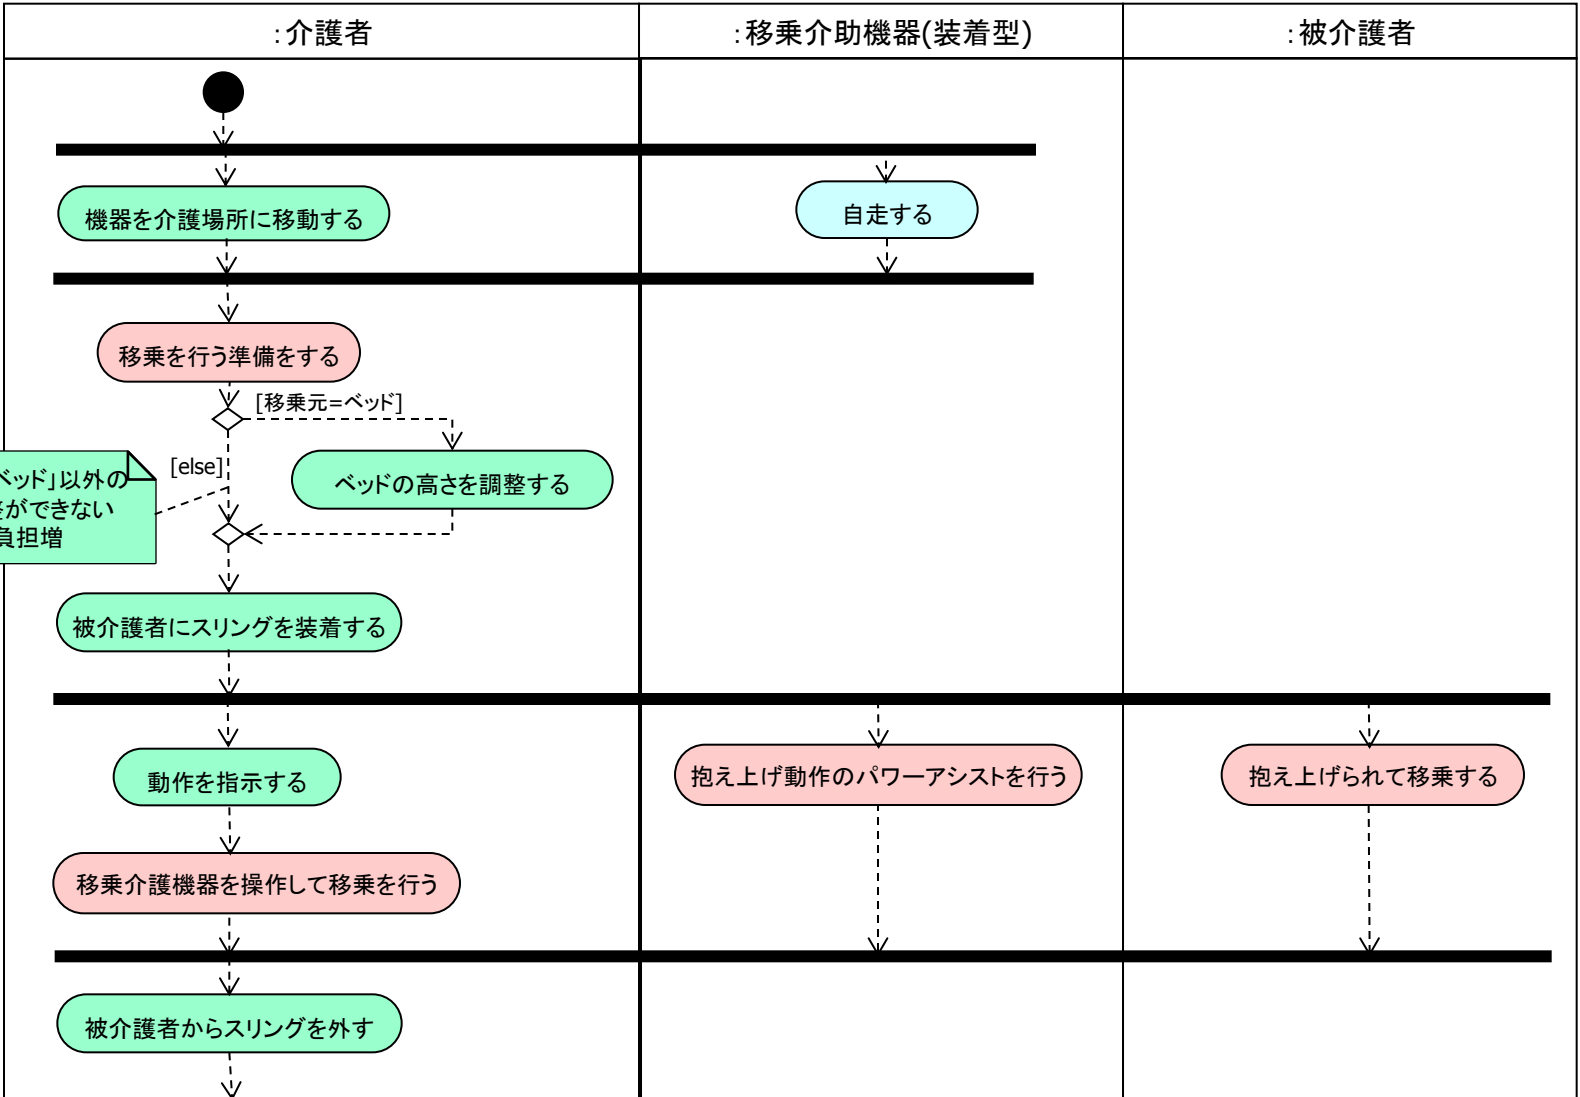 :介護者
:移乗介助機器(装着型)
:被介護者
機器を介護場所に移動する
自走する
移乗を行う準備をする
[移乗元=ベッド]
[else]
ベッドの高さを調整する
ベッド」以外の
ができない
負担増
被介護者にスリングを装着する
動作を指示する
抱え上げ動作のパワーアシストを行う
抱え上げられて移乗する
移乗介護機器を操作して移乗を行う
被介護者からスリングを外す